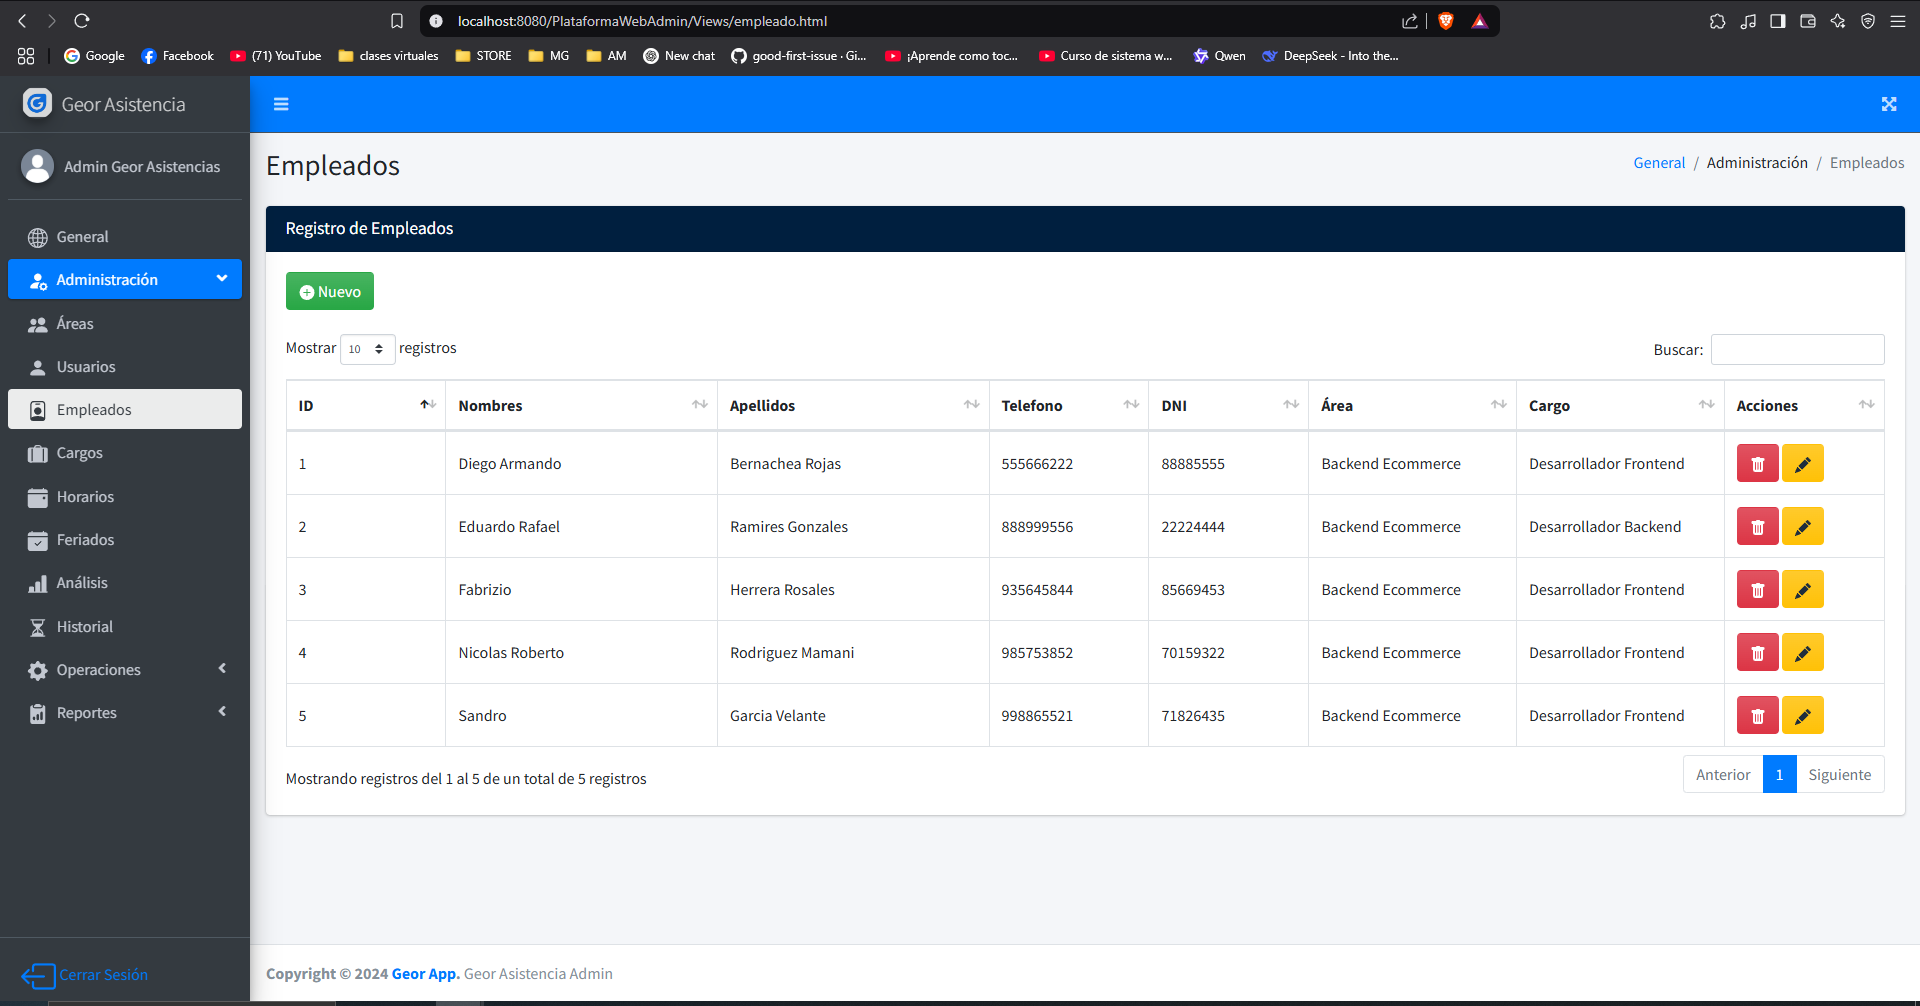 localhost:8080/PlataformaWebAdmin/Views/empleado.html
Google Facebook (71) YouTube clases virtuales STORE MG AM New chat good-first-issue · Gi... ¡Aprende como toc... Curso de sistema w... Qwen DeepSeek - Into the...
Geor Asistencia
Admin Geor Asistencias
General
Administración
Áreas
Usuarios
Empleados
Cargos
Horarios
Feriados
Análisis
Historial
Operaciones
Reportes
Cerrar Sesión
Empleados
General / Administración / Empleados
Registro de Empleados
Nuevo
Mostrar 10 registros
Buscar:
ID Nombres Apellidos Telefono DNI Área Cargo Acciones
1 Diego Armando Bernachea Rojas 555666222 88885555 Backend Ecommerce Desarrollador Frontend
2 Eduardo Rafael Ramires Gonzales 888999556 22224444 Backend Ecommerce Desarrollador Backend
3 Fabrizio Herrera Rosales 935645844 85669453 Backend Ecommerce Desarrollador Frontend
4 Nicolas Roberto Rodriguez Mamani 985753852 70159322 Backend Ecommerce Desarrollador Frontend
5 Sandro Garcia Velante 998865521 71826435 Backend Ecommerce Desarrollador Frontend
Mostrando registros del 1 al 5 de un total de 5 registros
Anterior 1 Siguiente
Copyright © 2024 Geor App. Geor Asistencia Admin